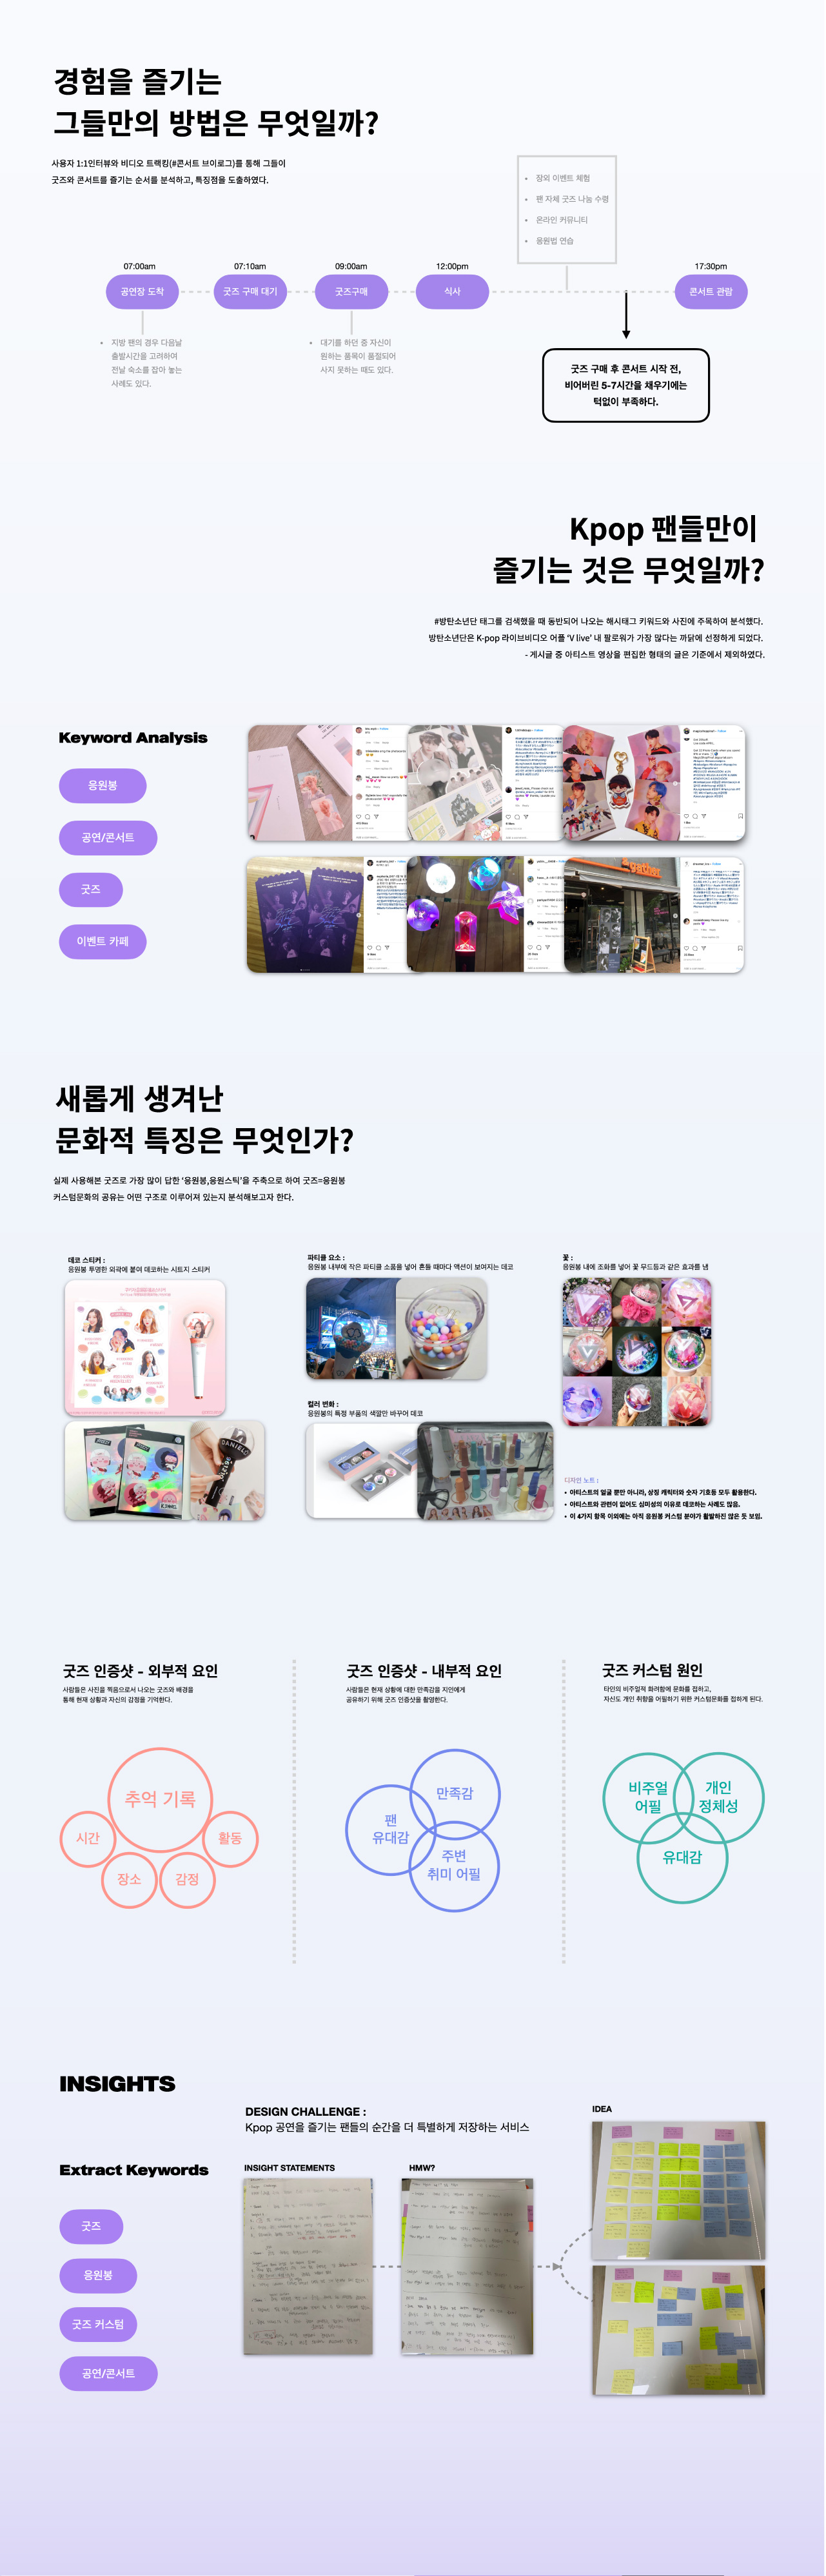 경험을 즐기는
그들만의 방법은 무엇일까?
사용자 1:1인터뷰와 비디오 트랙킹(#콘서트 브이로그)를 통해 그들이
굿즈와 콘서트를 즐기는 순서를 분석하고, 특징점을 도출하였다.
• 장외 이벤트 체험
• 팬 자체 굿즈 나눔 수령
• 온라인 커뮤니티
• 응원법 연습
07:00am
07:10am
09:00am
12:00pm
17:30pm
공연장 도착
굿즈 구매 대기
굿즈구매
식사
콘서트 관람
• 지방 팬의 경우 다음날
출발시간을 고려하여
전날 숙소를 잡아 놓는
사례도 있다.
• 대기를 하던 중 자신이
원하는 품목이 품절되어
사지 못하는 때도 있다.
굿즈 구매 후 콘서트 시작 전,
비어버린 5-7시간을 채우기에는
턱없이 부족하다.
Kpop 팬들만이
즐기는 것은 무엇일까?
#방탄소년단 태그를 검색했을 때 동반되어 나오는 해시태그 키워드와 사진에 주목하여 분석했다.
방탄소년단은 K-pop 라이브비디오 어플 ‘V live’ 내 팔로워가 가장 많다는 까닭에 선정하게 되었다.
- 게시글 중 아티스트 영상을 편집한 형태의 글은 기준에서 제외하였다.
Keyword Analysis
응원봉
공연/콘서트
굿즈
이벤트 카페
새롭게 생겨난
문화적 특징은 무엇인가?
실제 사용해본 굿즈로 가장 많이 답한 ‘응원봉,응원스틱’을 주축으로 하여 굿즈=응원봉
커스텀문화의 공유는 어떤 구조로 이루어져 있는지 분석해보고자 한다.
데코 스티커 :
응원봉 투명한 외곽에 붙여 데코하는 시트지 스티커
파티클 요소 :
응원봉 내부에 작은 파티클 소품을 넣어 흔들 때마다 액션이 보여지는 데코
꽃 :
응원봉 내에 조화를 넣어 꽃 무드등과 같은 효과를 냄
컬러 변화 :
응원봉의 특정 부품의 색깔만 바꾸어 데코
DANIEL
디자인 노트 :
• 아티스트의 얼굴 뿐만 아니라, 상징 캐릭터와 숫자 기호등 모두 활용한다.
• 아티스트와 관련이 없어도 심미성의 이유로 데코하는 사례도 많음.
• 이 4가지 항목 이외에는 아직 응원봉 커스텀 분야가 활발하진 않은 듯 보임.
굿즈 인증샷 - 외부적 요인
사람들은 사진을 찍음으로서 나오는 굿즈와 배경을
통해 현재 상황과 자신의 감정을 기억한다.
추억 기록
시간
장소
감정
활동
굿즈 인증샷 - 내부적 요인
사람들은 현재 상황에 대한 만족감을 지인에게
공유하기 위해 굿즈 인증샷을 촬영한다.
만족감
팬
유대감
주변
취미 어필
굿즈 커스텀 원인
타인의 비주얼적 화려함에 문화를 접하고,
자신도 개인 취향을 어필하기 위한 커스텀문화를 접하게 된다.
비주얼
어필
개인
정체성
유대감
INSIGHTS
DESIGN CHALLENGE :
Kpop 공연을 즐기는 팬들의 순간을 더 특별하게 저장하는 서비스
IDEA
Extract Keywords
INSIGHT STATEMENTS
HMW?
굿즈
응원봉
굿즈 커스텀
공연/콘서트